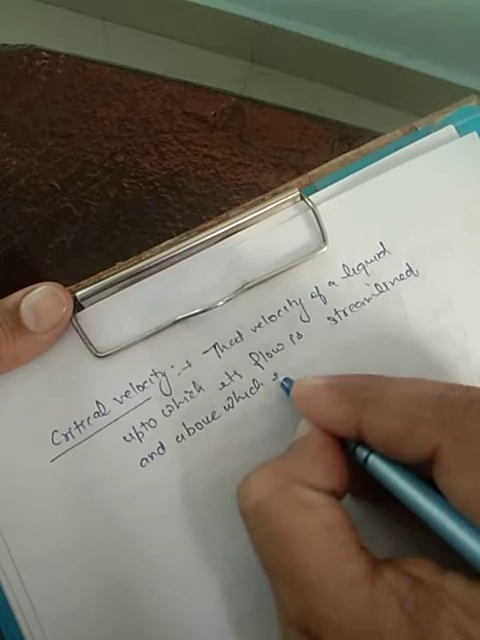 Critical velocity :→ That velocity of a liquid
upto which its flow is streamlined
and above which